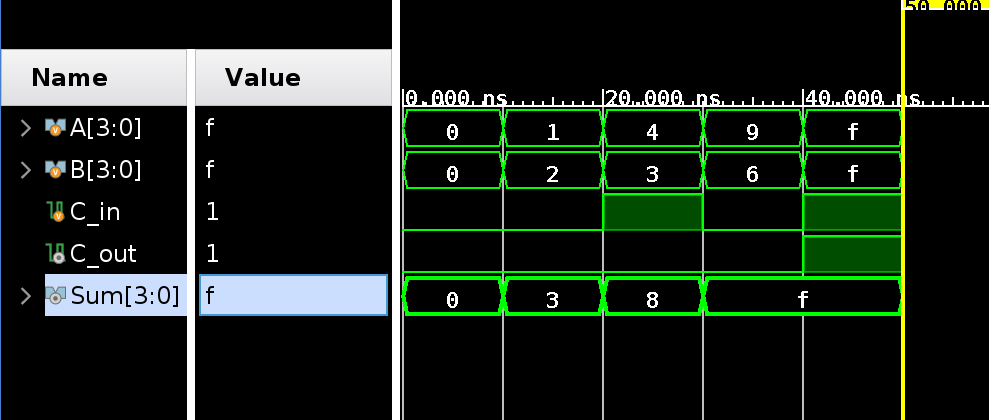 50.000
Name Value
0.000 ns 20.000 ns 40.000 ns
A[3:0] f 0 1 4 9 f
B[3:0] f 0 2 3 6 f
C_in 1
C_out 1
Sum[3:0] f 0 3 8 f